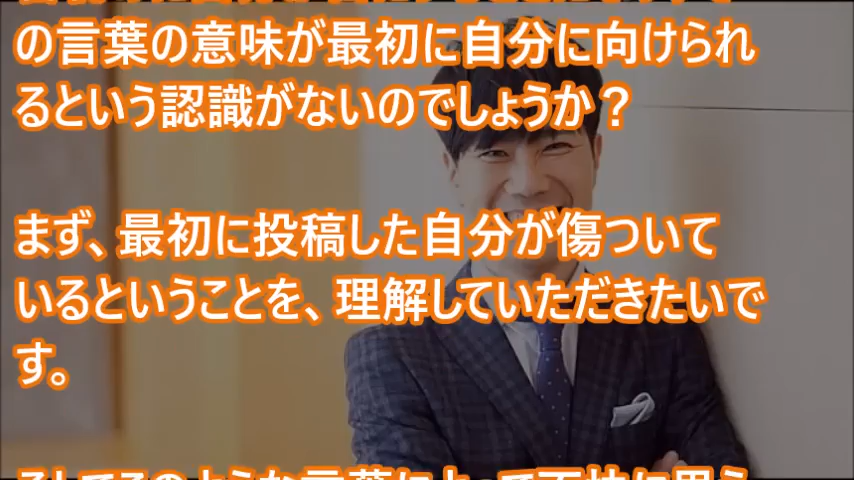 の言葉の意味が最初に自分に向けられ
るという認識がないのでしょうか？
まず、最初に投稿した自分が傷ついて
いるということを、理解していただきたいで
す。